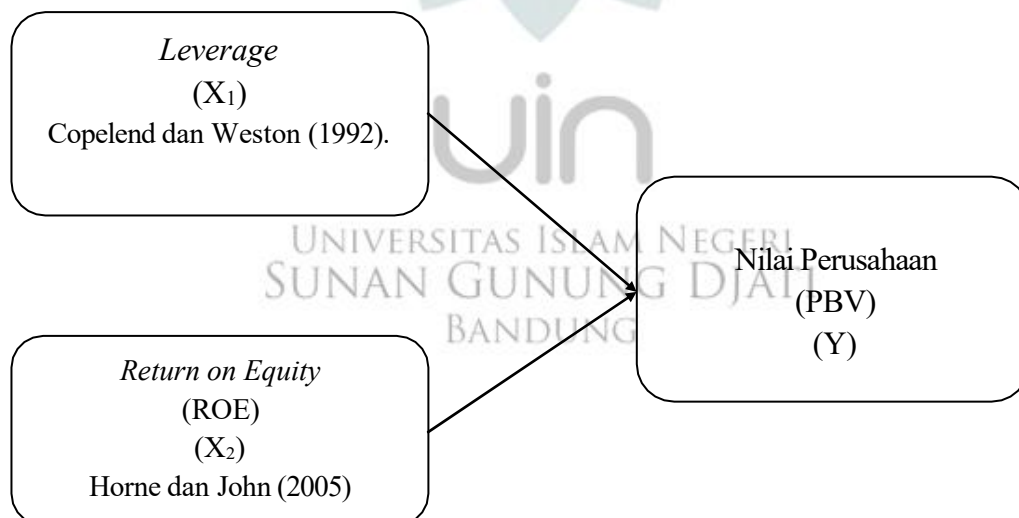 Leverage
(X₁)
Copelend dan Weston (1992).
uin
UNIVERSITAS ISLAM NEGERI
SUNAN GUNUNG DJATI
BANDUNG
Nilai Perusahaan
(PBV)
(Y)
Return on Equity
(ROE)
(X₂)
Horne dan John (2005)